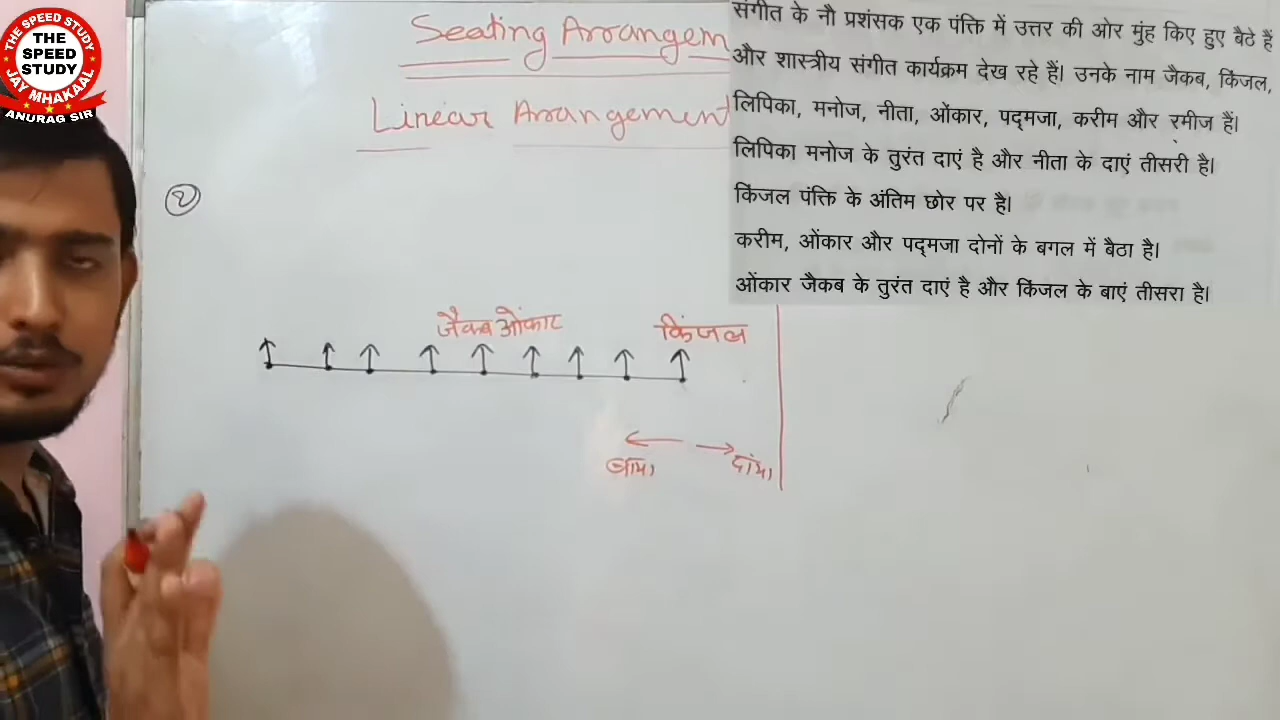 THE SPEED STUDY
THE
SPEED
STUDY
JAY MHAKAAL
ANURAG SIR
Seating Arrangem
Linear Arrangement
संगीत के नौ प्रशंसक एक पंक्ति में उत्तर की ओर मुंह किए हुए बैठे हैं
और शास्त्रीय संगीत कार्यक्रम देख रहे हैं। उनके नाम जैकब, किंजल,
लिपिका, मनोज, नीता, ओंकार, पद्मजा, करीम और रमीज हैं।
लिपिका मनोज के तुरंत दाएं है और नीता के दाएं तीसरी है।
किंजल पंक्ति के अंतिम छोर पर है।
करीम, ओंकार और पद्मजा दोनों के बगल में बैठा है।
ओंकार जैकब के तुरंत दाएं है और किंजल के बाएं तीसरा है।
२
जैकब ओंकार किंजल
बायां दांया